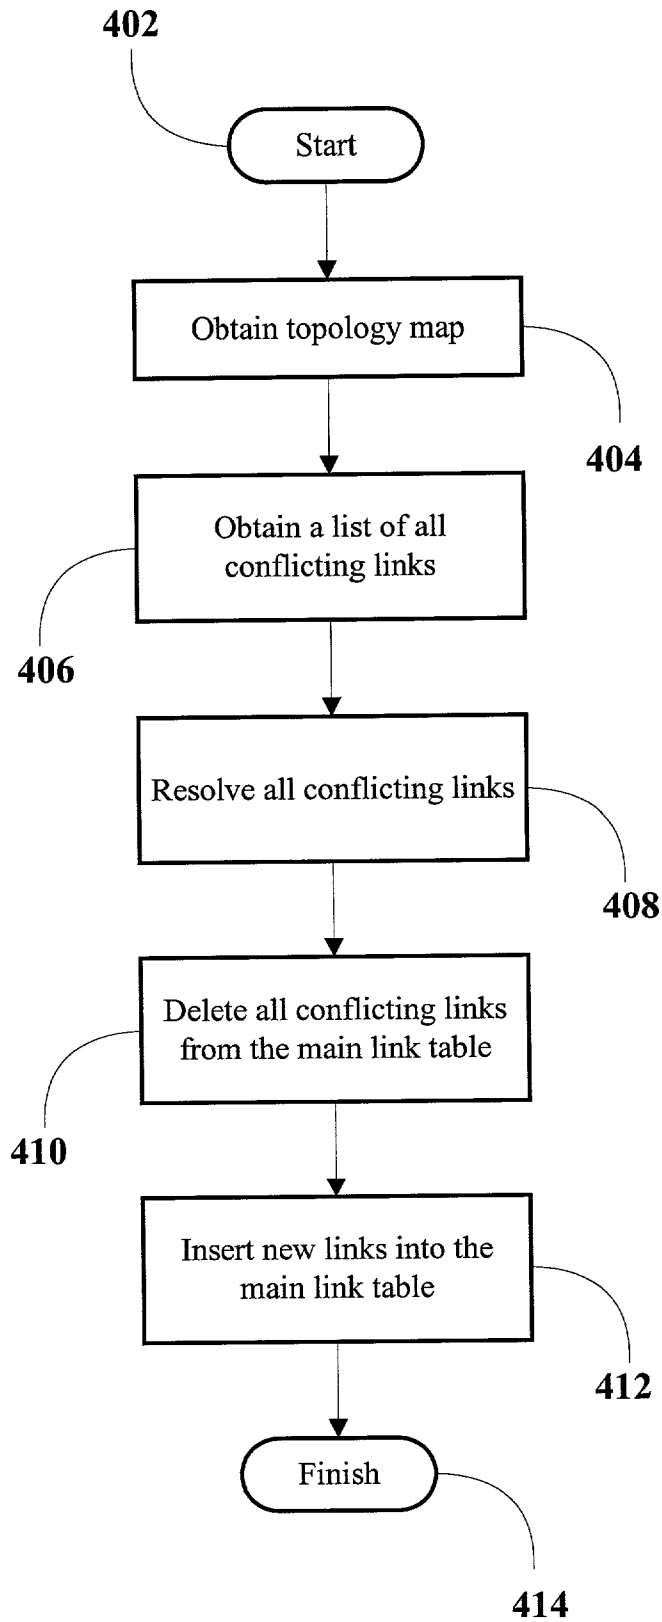 402
Start
Obtain topology map
404
Obtain a list of all
conflicting links
406
Resolve all conflicting links
408
Delete all conflicting links
from the main link table
410
Insert new links into the
main link table
412
Finish
414